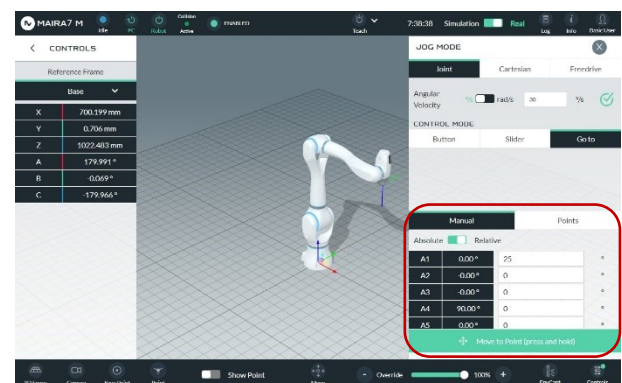 MAIRA7 M
Idle
PC
Robot
Collision
Active
ENABLED
Teach
7:38:38
Simulation
Real
Log
Info
Basic User
CONTROLS
Reference Frame
Base
X 700.199 mm
Y 0.706 mm
Z 1022.483 mm
A 179.991 °
B -0.069 °
C -179.966 °
JOG MODE
Joint Cartesian Freedrive
Angular
Velocity
% rad/s 30 °/s
CONTROL MODE
Button Slider Go to
Manual Points
Absolute Relative
A1 0.00 ° 25 °
A2 -0.00 ° 0 °
A3 -0.00 ° 0 °
A4 90.00 ° 0 °
A5 0.00 ° 0 °
Move to Point (press and hold)
Show Point
- Override 100% +
Controls